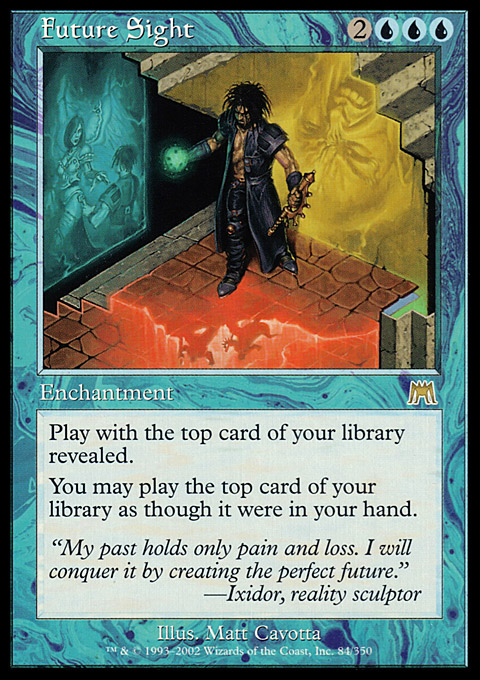 Future Sight 2
Enchantment
Play with the top card of your library
revealed.
You may play the top card of your
library as though it were in your hand.
“My past holds only pain and loss. I will
conquer it by creating the perfect future.”
—Ixidor, reality sculptor
Illus. Matt Cavotta
™ & © 1993–2002 Wizards of the Coast, Inc. 84/350